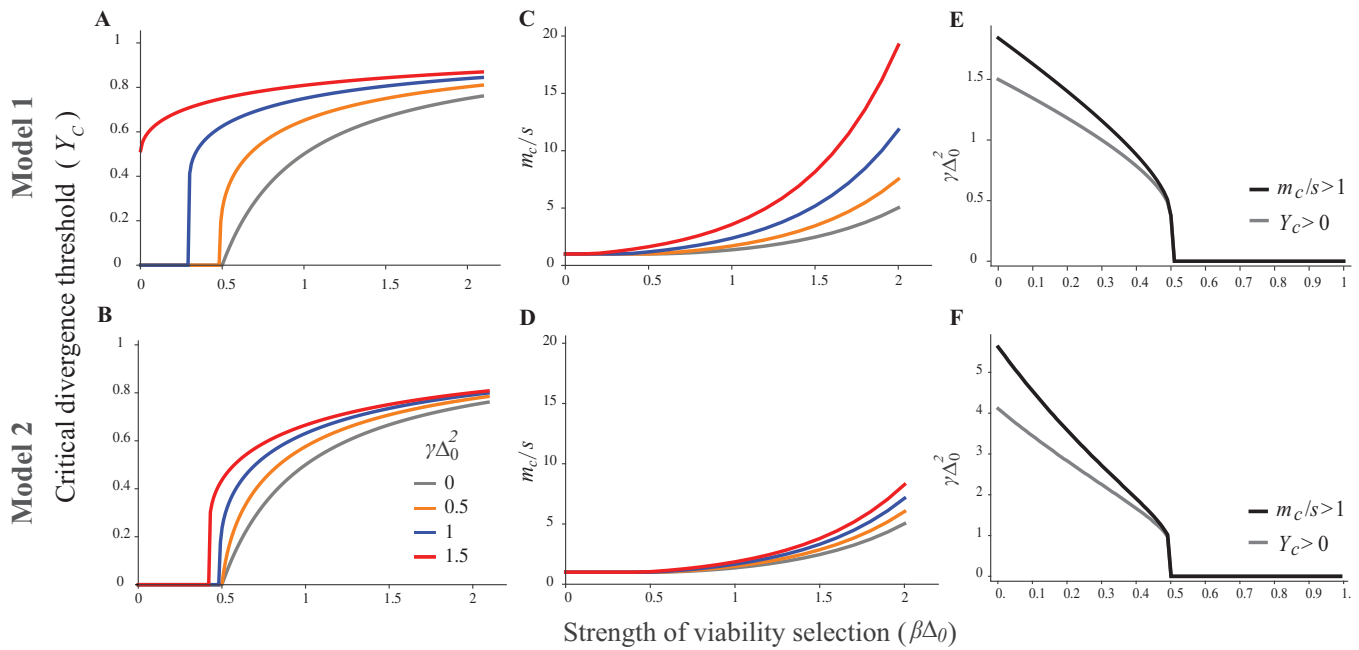 Model 1
Model 2
Critical divergence threshold ( Y_C )
A
1
0.8
0.6
0.4
0.2
0
0 0.5 1 1.5 2
B
1
0.8
0.6
0.4
0.2
0
0 0.5 1 1.5 2
γΔ₀²
0
0.5
1
1.5
C
m_c/s
20
15
10
5
0
0 0.5 1 1.5 2
D
m_c/s
20
15
10
5
0
0 0.5 1 1.5 2
E
γΔ₀²
1.5
1
0.5
0
m_c/s>1
Y_c>0
0 0.1 0.2 0.3 0.4 0.5 0.6 0.7 0.8 0.9 1
F
γΔ₀²
5
4
3
2
1
0
m_c/s>1
Y_c>0
0. 0.1 0.2 0.3 0.4 0.5 0.6 0.7 0.8 0.9 1.
Strength of viability selection (βΔ₀)